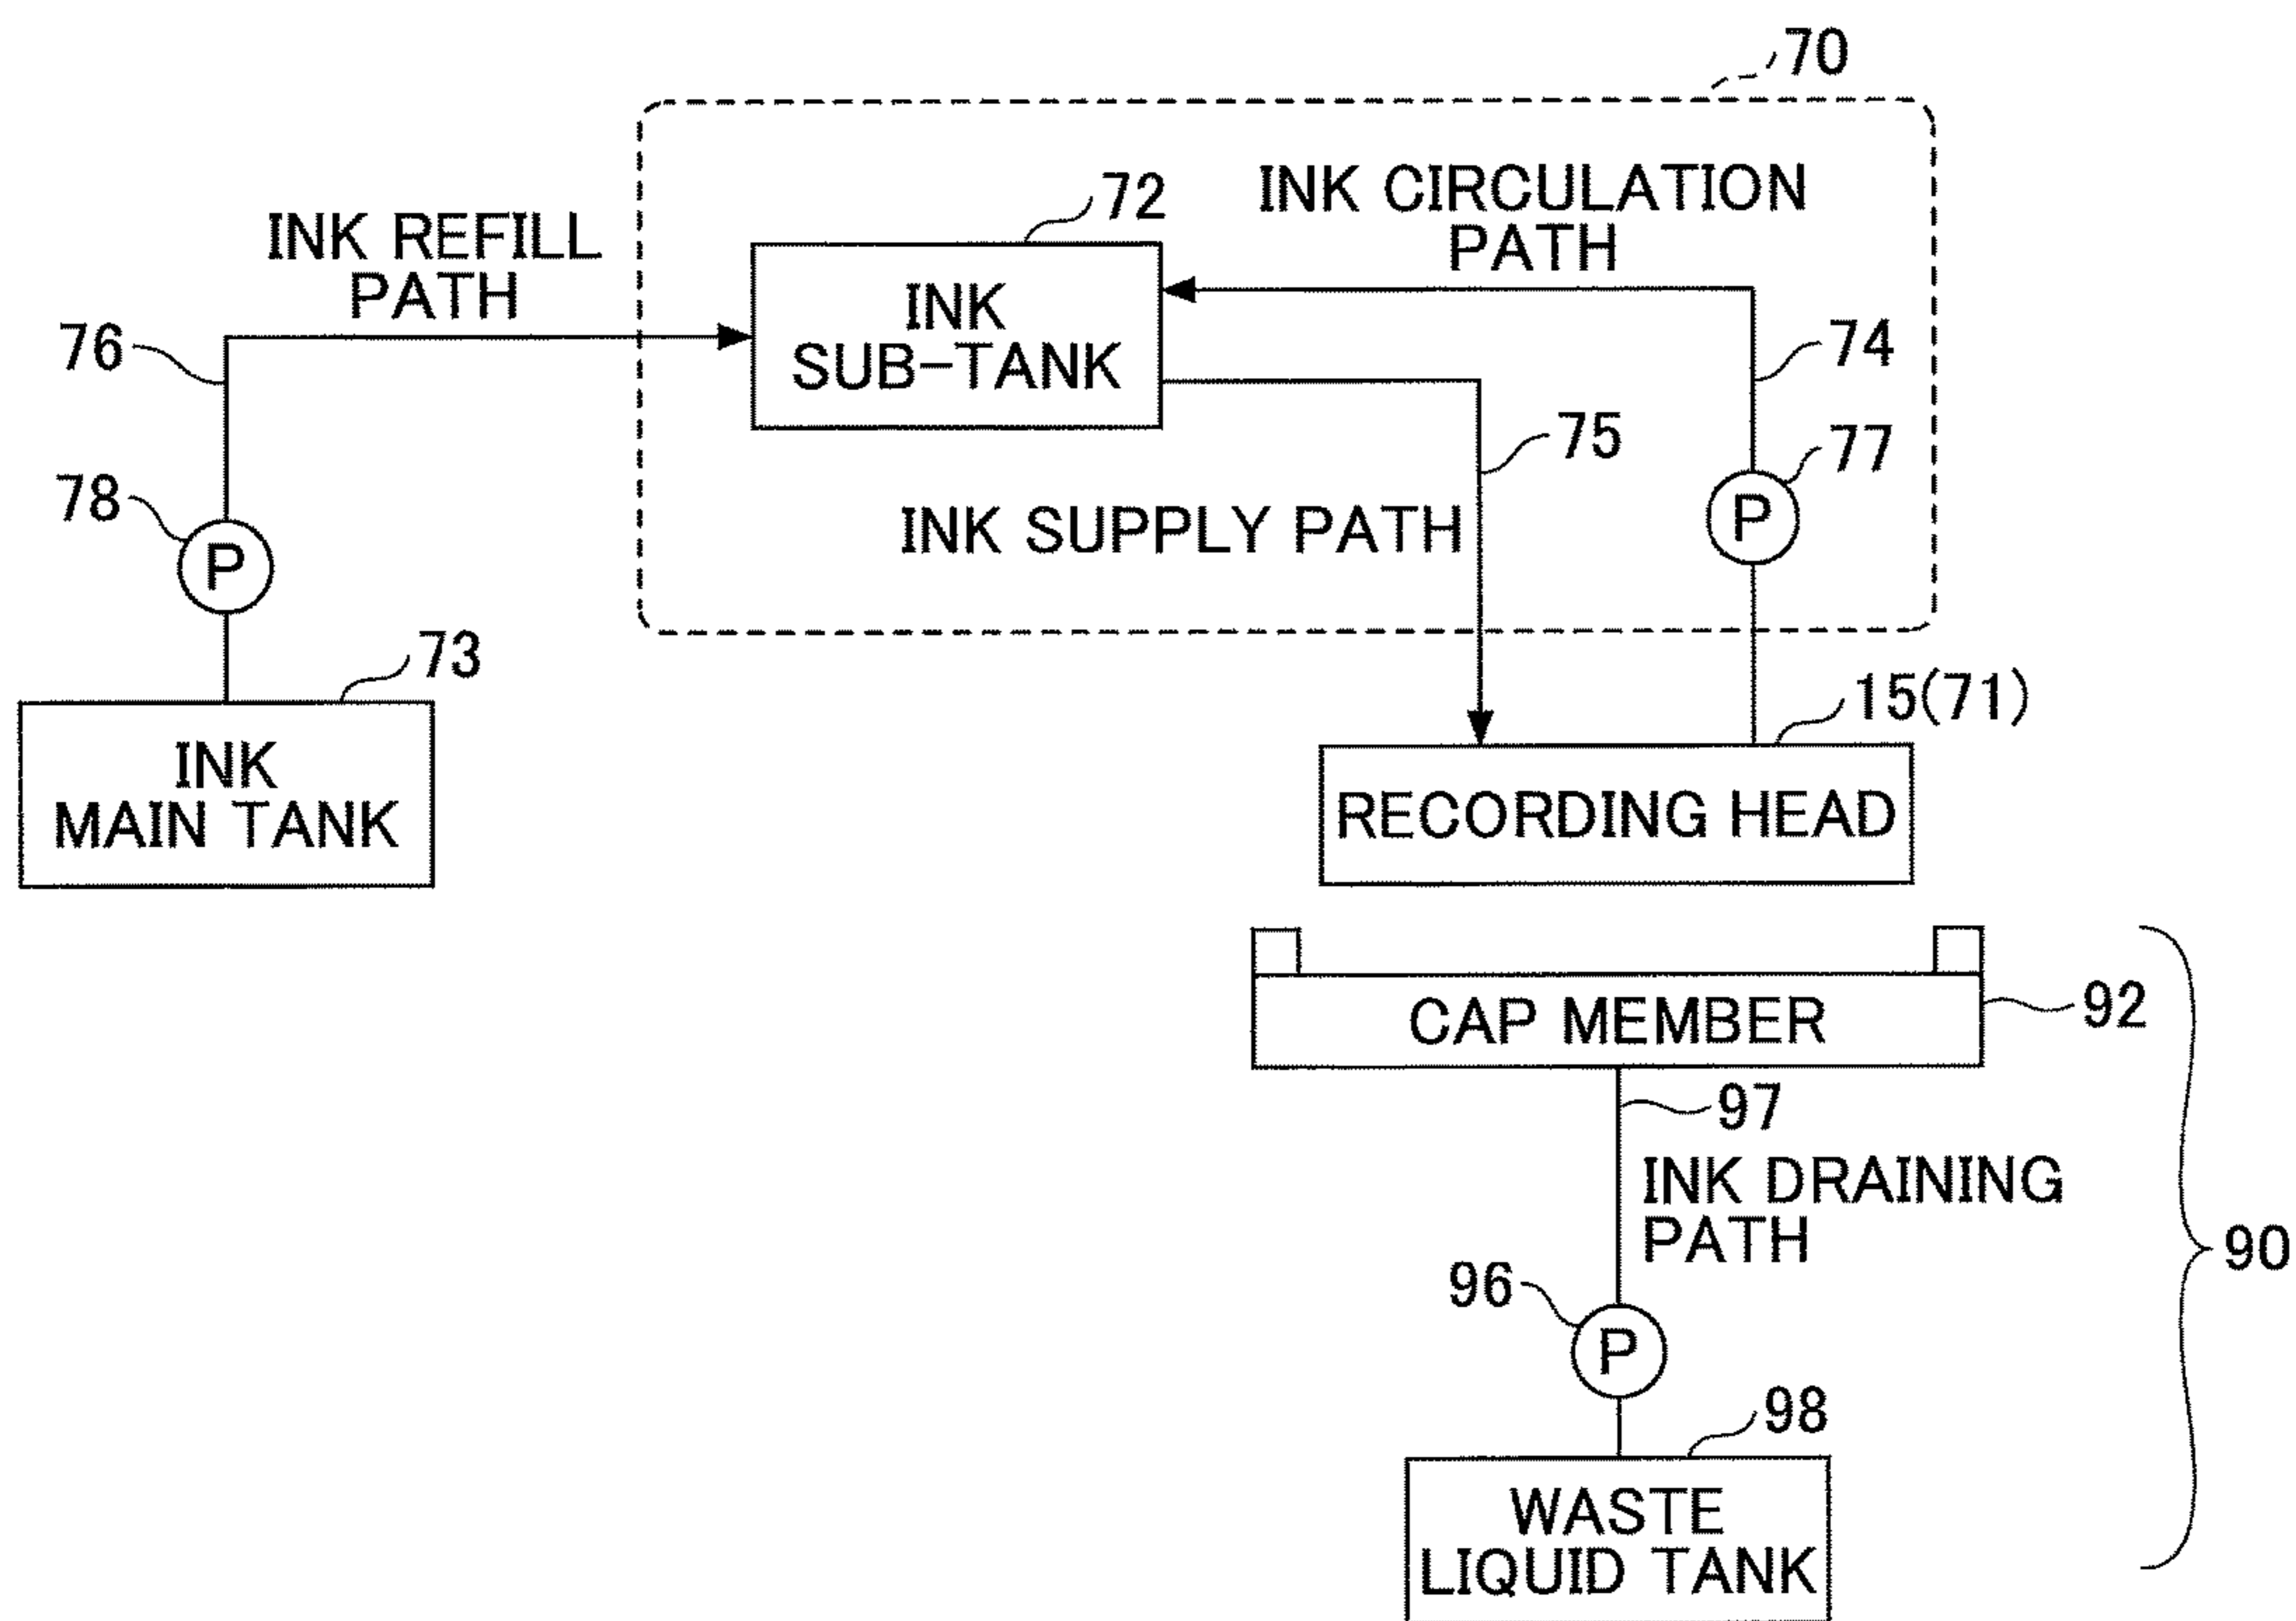 70
72
INK CIRCULATION
PATH
INK REFILL
PATH
INK
SUB-TANK
76
74
75
77
78
P
P
INK SUPPLY PATH
73
15(71)
INK
MAIN TANK
RECORDING HEAD
CAP MEMBER
92
97
INK DRAINING
PATH
90
96
P
98
WASTE
LIQUID TANK